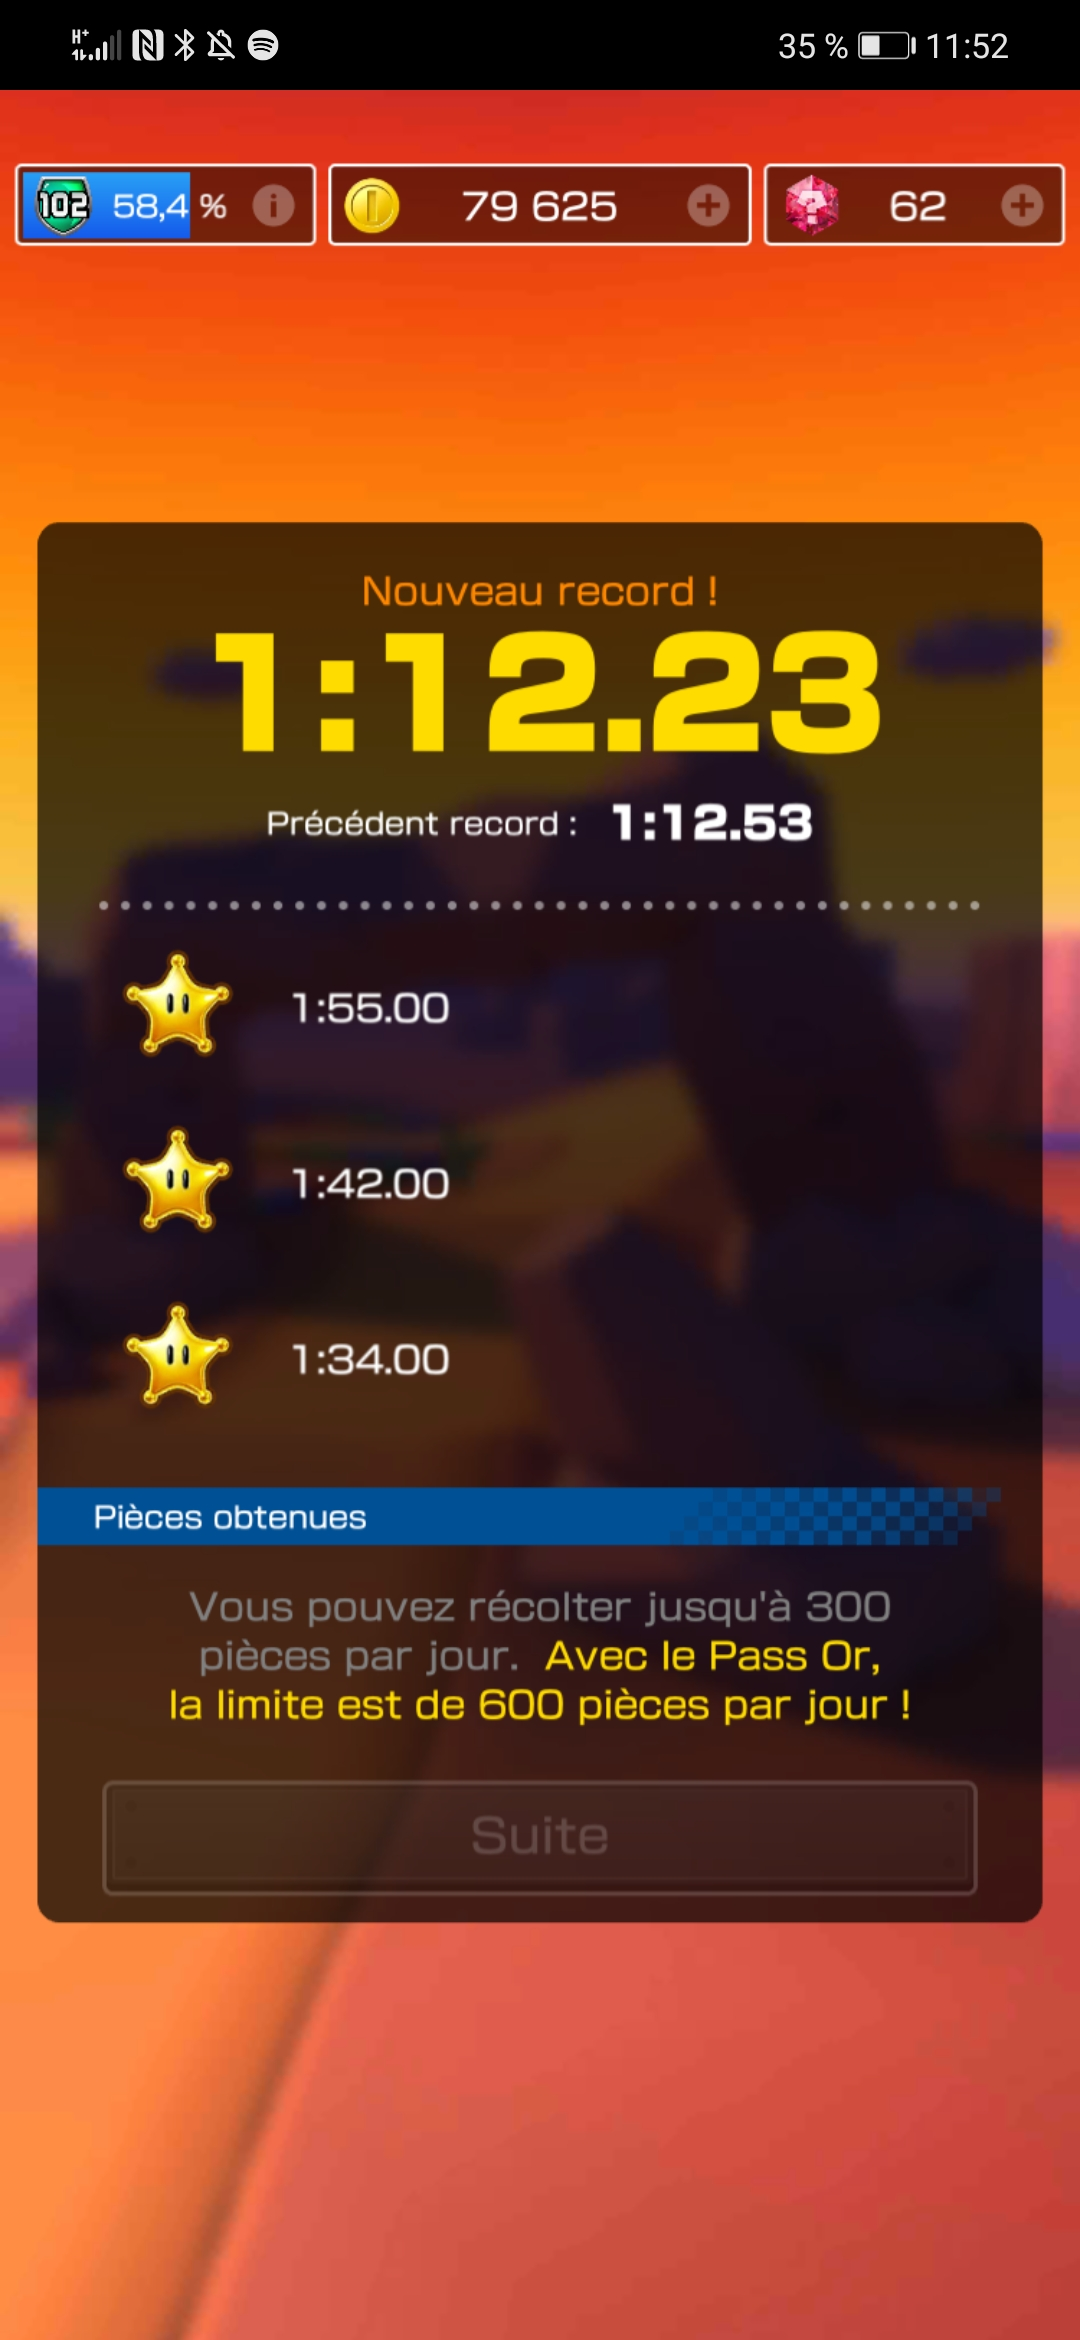 H+ 35 % 11:52
102 58,4 % i 79 625 + ? 62 +
Nouveau record !
1:12.23
Précédent record : 1:12.53
1:55.00
1:42.00
1:34.00
Pièces obtenues
Vous pouvez récolter jusqu'à 300
pièces par jour. Avec le Pass Or,
la limite est de 600 pièces par jour !
Suite